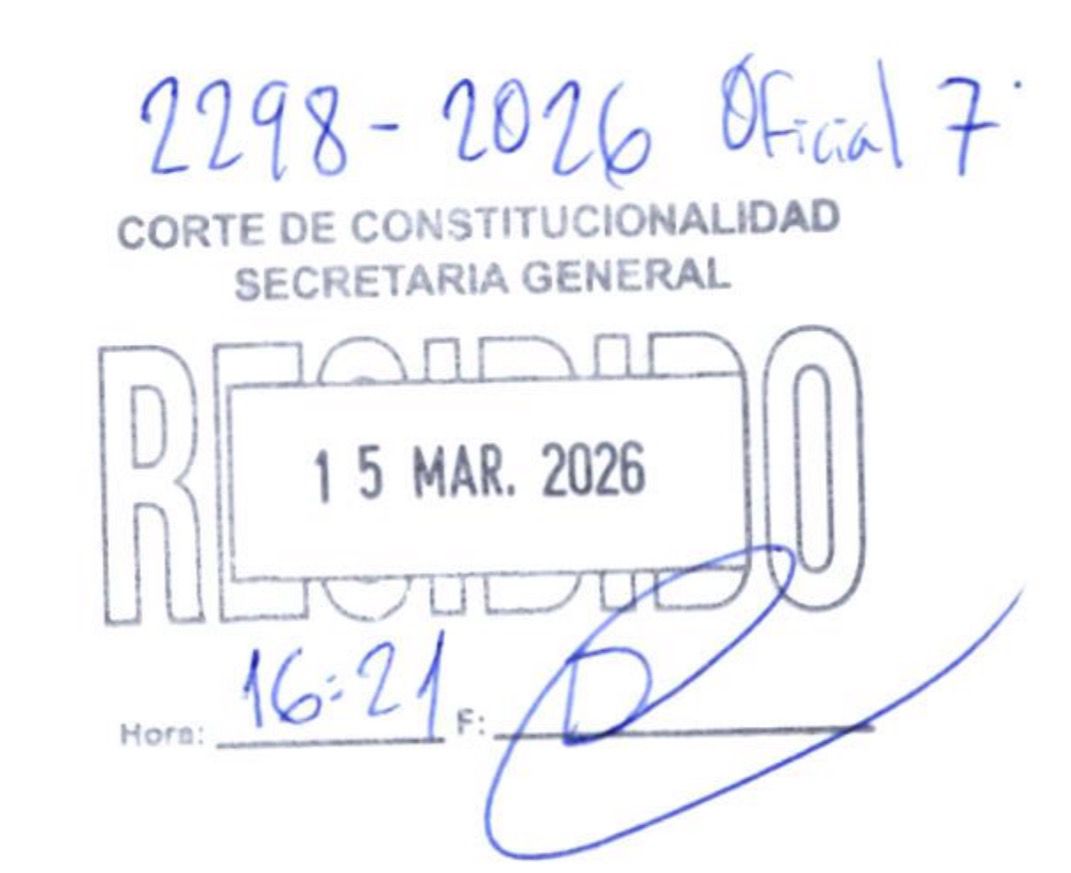 2298-2026 Oficial 7.
CORTE DE CONSTITUCIONALIDAD
SECRETARIA GENERAL
RECIBIDO
15 MAR. 2026
Hora: 16:21 F: